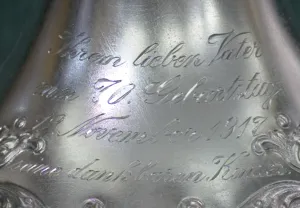 Ihrem lieben Vater
zum 70. Geburtstag
November
dankbaren Kinder